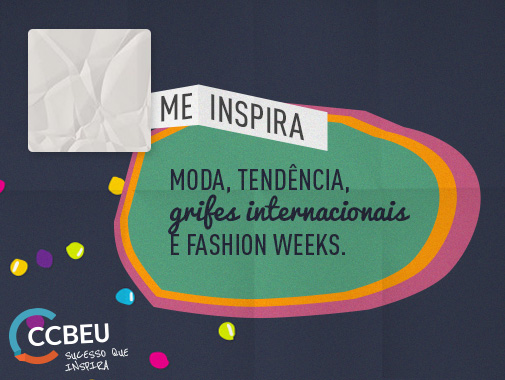 ME INSPIRA
MODA, TENDÊNCIA,
grifes internacionais
E FASHION WEEKS.
CCBEU
SUCESSO QUE
INSPIRA